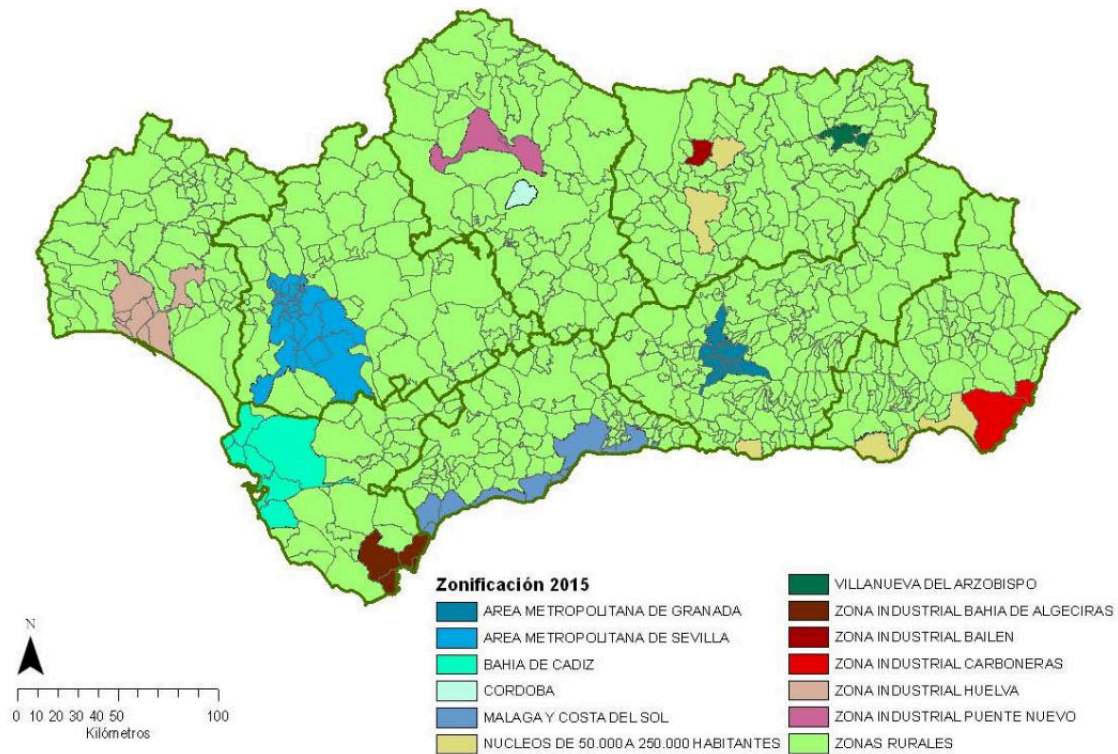 Zonificación 2015
AREA METROPOLITANA DE GRANADA
AREA METROPOLITANA DE SEVILLA
BAHIA DE CADIZ
CORDOBA
MALAGA Y COSTA DEL SOL
NUCLEOS DE 50.000 A 250.000 HABITANTES
VILLANUEVA DEL ARZOBISPO
ZONA INDUSTRIAL BAHIA DE ALGECIRAS
ZONA INDUSTRIAL BAILEN
ZONA INDUSTRIAL CARBONERAS
ZONA INDUSTRIAL HUELVA
ZONA INDUSTRIAL PUENTE NUEVO
ZONAS RURALES
N
0 10 20 30 40 50 100
Kilómetros